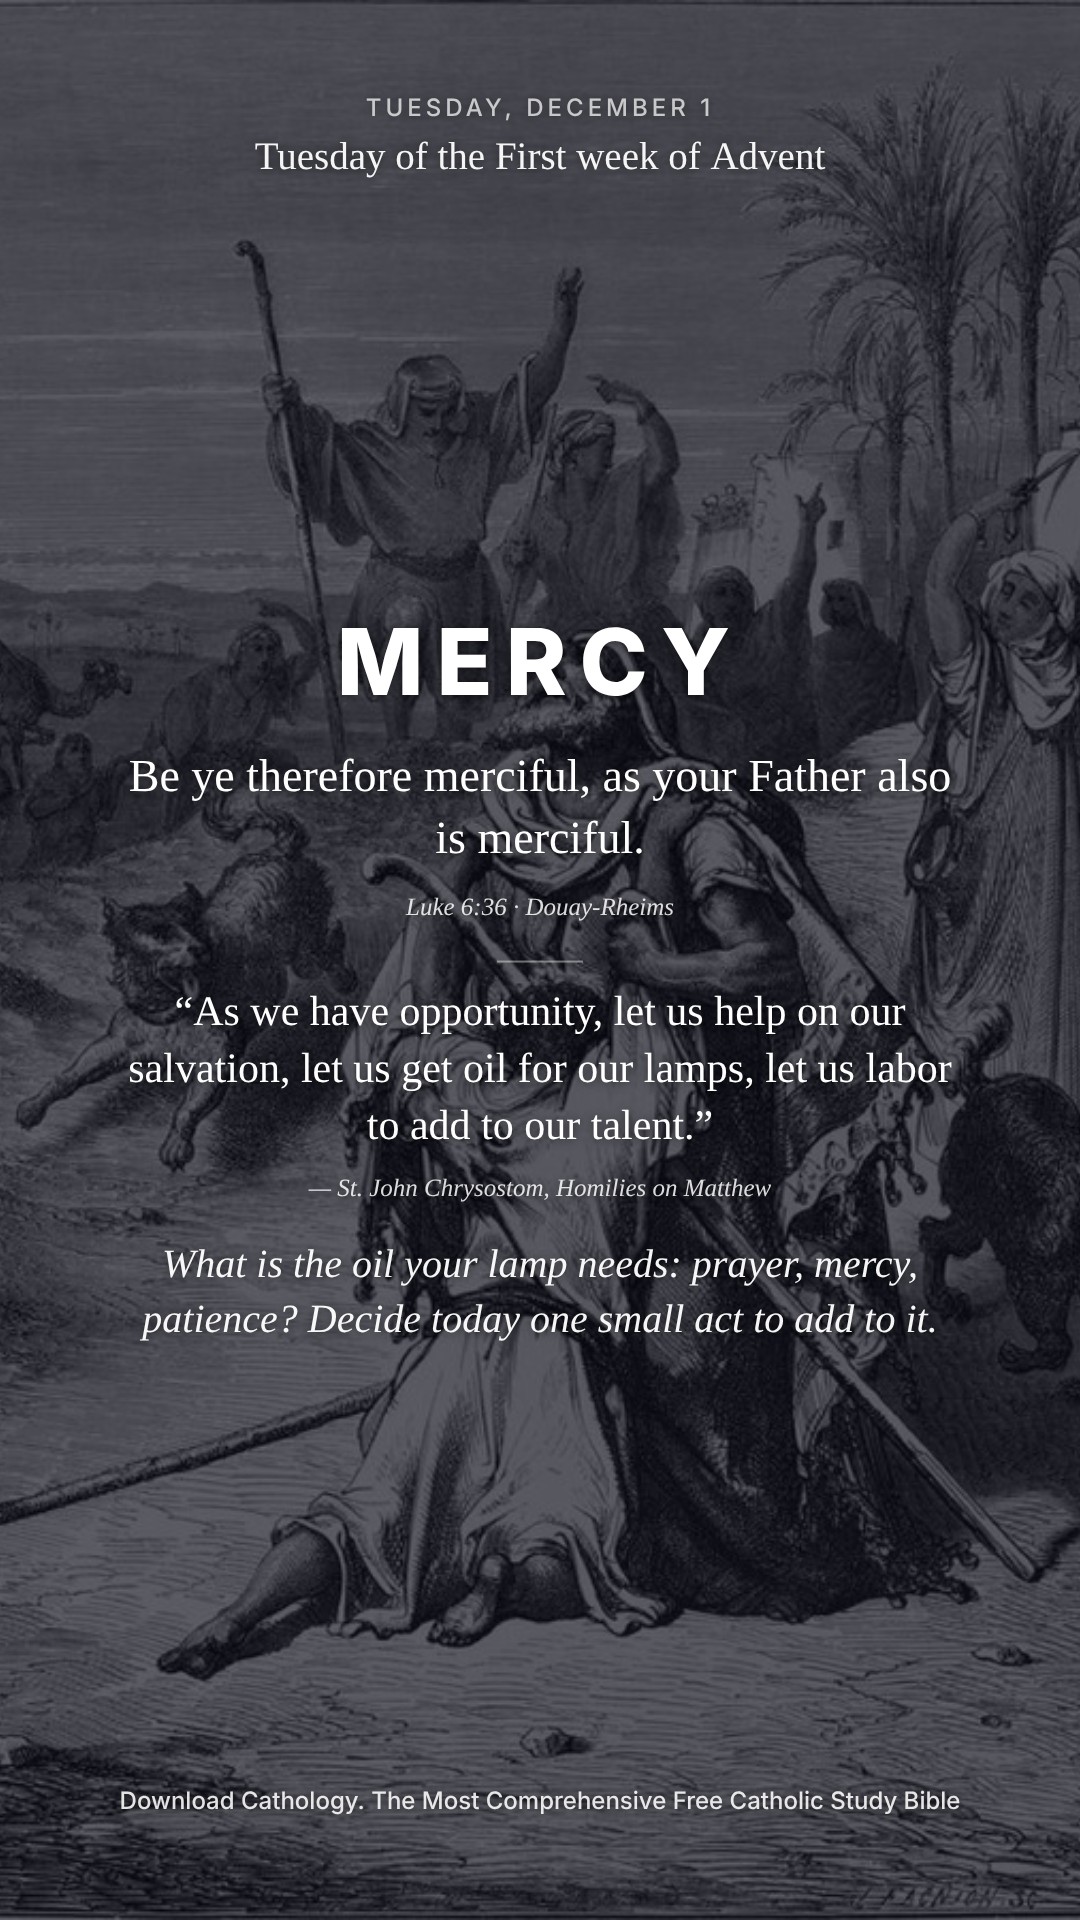 TUESDAY, DECEMBER 1
Tuesday of the First week of Advent
MERCY
Be ye therefore merciful, as your Father also
is merciful.
Luke 6:36 · Douay-Rheims
“As we have opportunity, let us help on our
salvation, let us get oil for our lamps, let us labor
to add to our talent.”
— St. John Chrysostom, Homilies on Matthew
What is the oil your lamp needs: prayer, mercy,
patience? Decide today one small act to add to it.
Download Cathology. The Most Comprehensive Free Catholic Study Bible